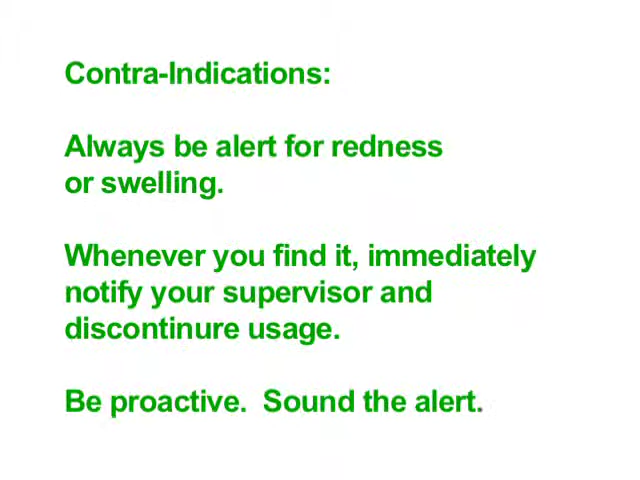 Contra-Indications:
Always be alert for redness
or swelling.
Whenever you find it, immediately
notify your supervisor and
discontinure usage.
Be proactive.  Sound the alert.